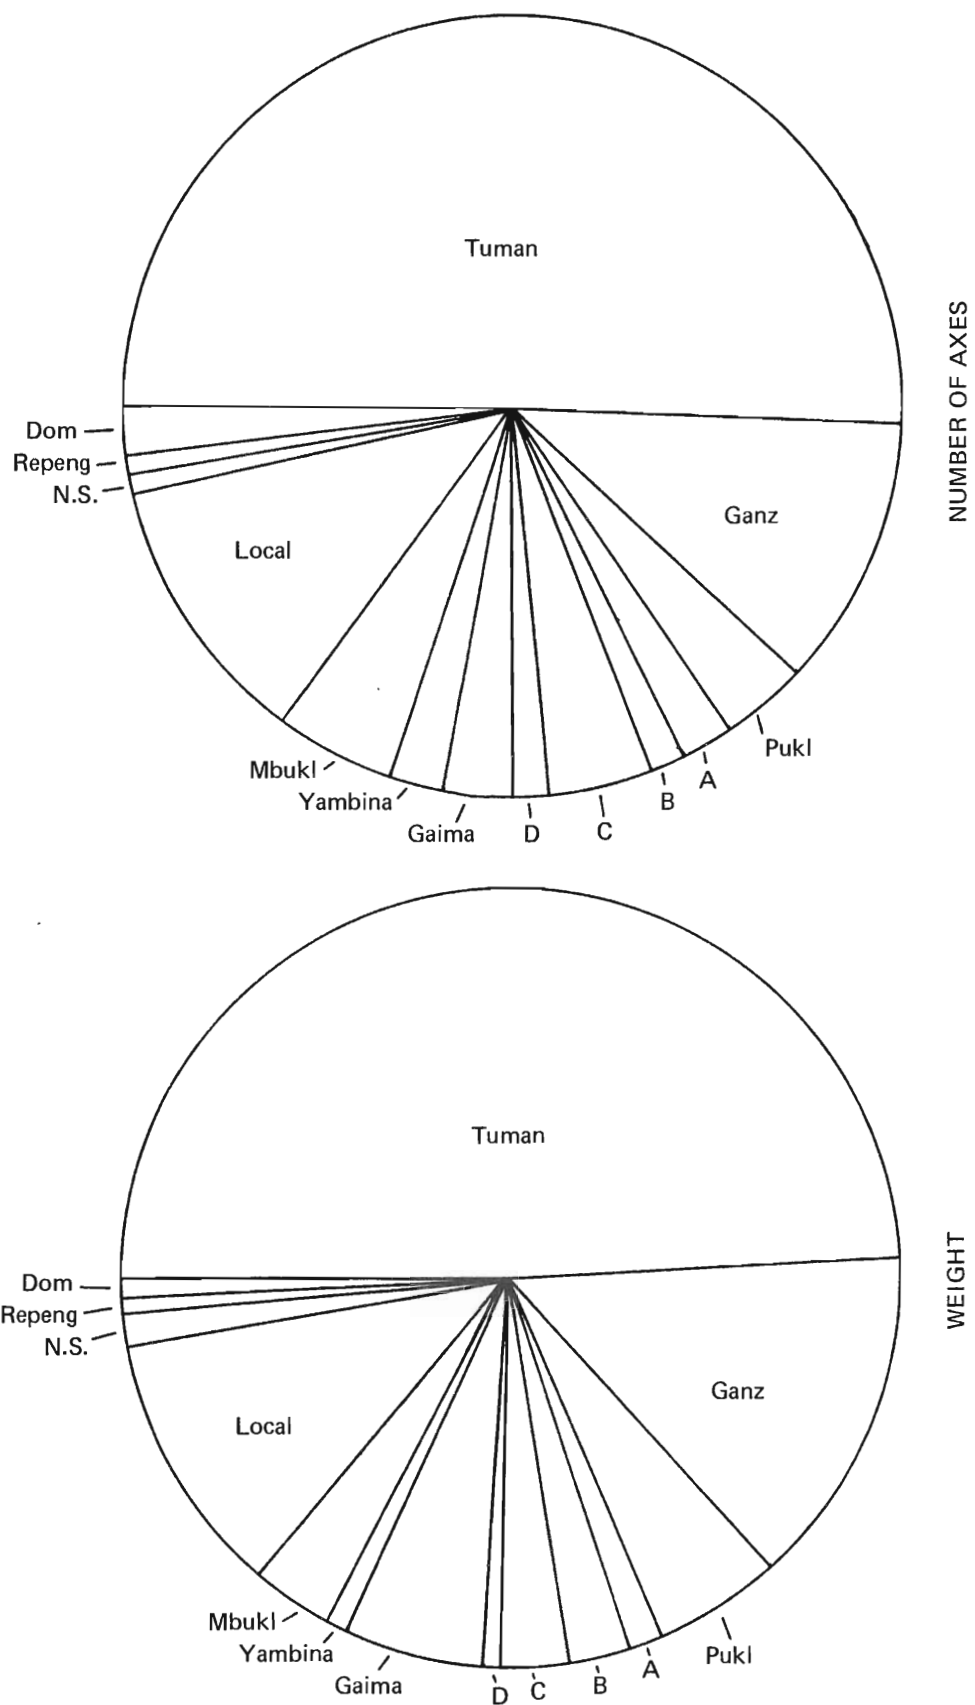 Tuman
NUMBER OF AXES
Dom
Repeng
N.S.
Ganz
Local
Pukl
Mbukl
A
Yambina
B
Gaima
D
C
Tuman
WEIGHT
Dom
Repeng
N.S.
Ganz
Local
Mbukl
Yambina
Pukl
Gaima
A
B
C
D